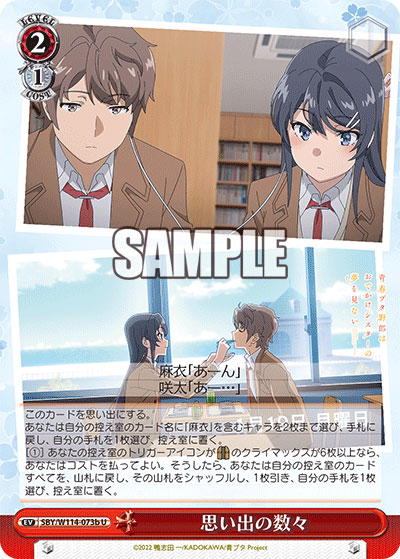 LEVEL
2
1
COST
SAMPLE
青春ブタ野郎は
おでかけシスターの
夢を見ない
麻衣「あーん」
咲太「あー…」
このカードを思い出にする。
あなたは自分の控え室のカード名に「麻衣」を含むキャラを2枚まで選び、手札に
戻し、自分の手札を1枚選び、控え室に置く。
[①] あなたの控え室のトリガーアイコンが のクライマックスが6枚以上なら、
あなたはコストを払ってよい。そうしたら、あなたは自分の控え室のカード
すべてを、山札に戻し、その山札をシャッフルし、1枚引き、自分の手札を1枚
選び、控え室に置く。
EV SBY/W114-073b U
思い出の数々
©2022 鴨志田 一/KADOKAWA/青ブタ Project